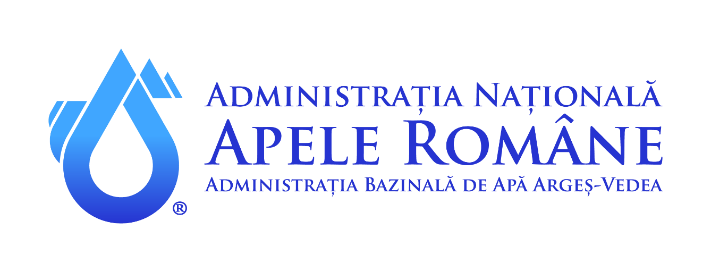 Administrația Națională
Apele Române
Administrația Bazinală de Apă Argeș-Vedea
®